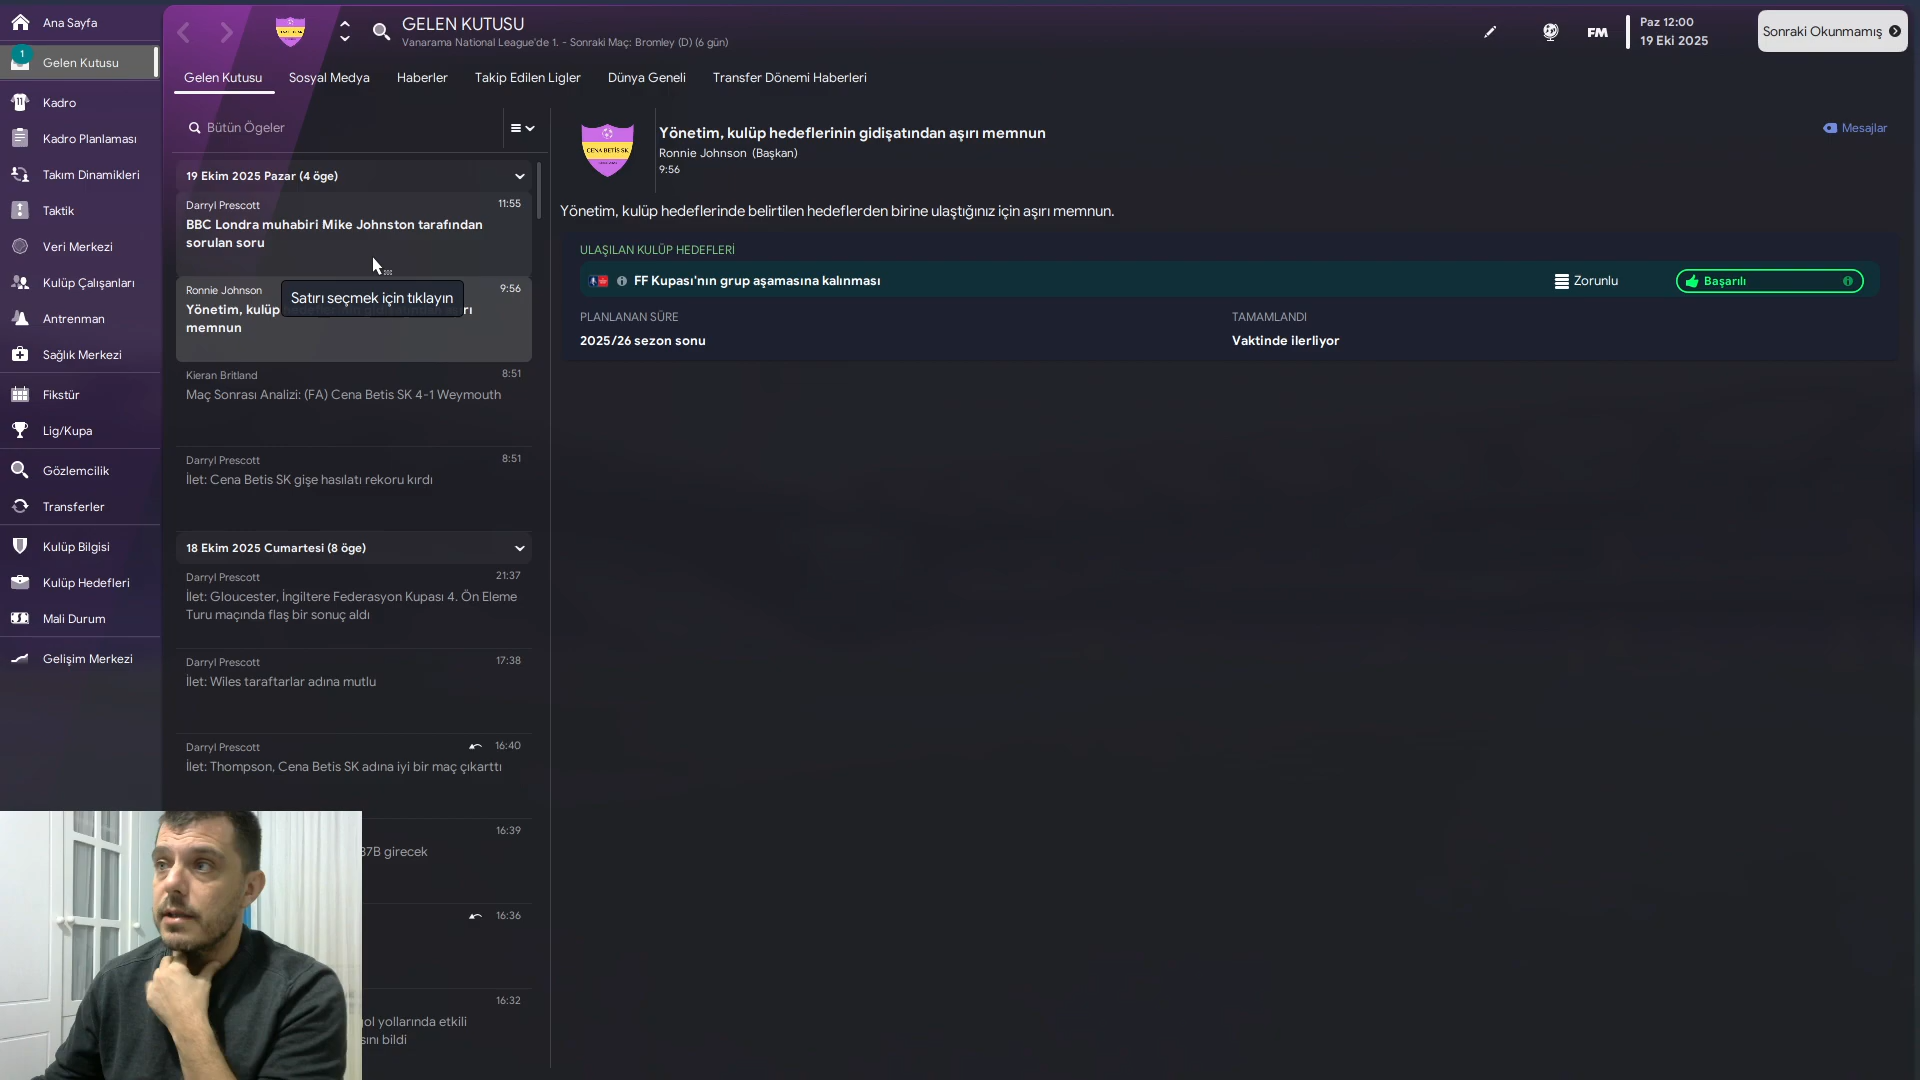 Ana Sayfa
1
Gelen Kutusu
Kadro
Kadro Planlaması
Takım Dinamikleri
Taktik
Veri Merkezi
Kulüp Çalışanları
Antrenman
Sağlık Merkezi
Fikstür
Lig/Kupa
Gözlemcilik
Transferler
Kulüp Bilgisi
Kulüp Hedefleri
Mali Durum
Gelişim Merkezi
GELEN KUTUSU
Vanarama National League'de 1. - Sonraki Maç: Bromley (D) (6 gün)
FM
Paz 12:00
19 Eki 2025
Sonraki Okunmamış
Gelen Kutusu
Sosyal Medya
Haberler
Takip Edilen Ligler
Dünya Geneli
Transfer Dönemi Haberleri
Bütün Ögeler
19 Ekim 2025 Pazar (4 öge)
Darryl Prescott 11:55
BBC Londra muhabiri Mike Johnston tarafından
sorulan soru
Ronnie Johnson 9:56
Satırı seçmek için tıklayın
Yönetim, kulüp
memnun
Kieran Britland 8:51
Maç Sonrası Analizi: (FA) Cena Betis SK 4-1 Weymouth
Darryl Prescott 8:51
İlet: Cena Betis SK gişe hasılatı rekoru kırdı
18 Ekim 2025 Cumartesi (8 öge)
Darryl Prescott 21:37
İlet: Gloucester, İngiltere Federasyon Kupası 4. Ön Eleme
Turu maçında flaş bir sonuç aldı
Darryl Prescott 17:38
İlet: Wiles taraftarlar adına mutlu
Darryl Prescott 16:40
İlet: Thompson, Cena Betis SK adına iyi bir maç çıkarttı
16:39
37B girecek
16:36
16:32
gol yollarında etkili
sını bildi
CENA BETIS SK
Yönetim, kulüp hedeflerinin gidişatından aşırı memnun
Ronnie Johnson (Başkan)
9:56
Mesajlar
Yönetim, kulüp hedeflerinde belirtilen hedeflerden birine ulaştığınız için aşırı memnun.
ULAŞILAN KULÜP HEDEFLERİ
FF Kupası'nın grup aşamasına kalınması
Zorunlu
Başarılı
PLANLANAN SÜRE
TAMAMLANDI
2025/26 sezon sonu
Vaktinde ilerliyor